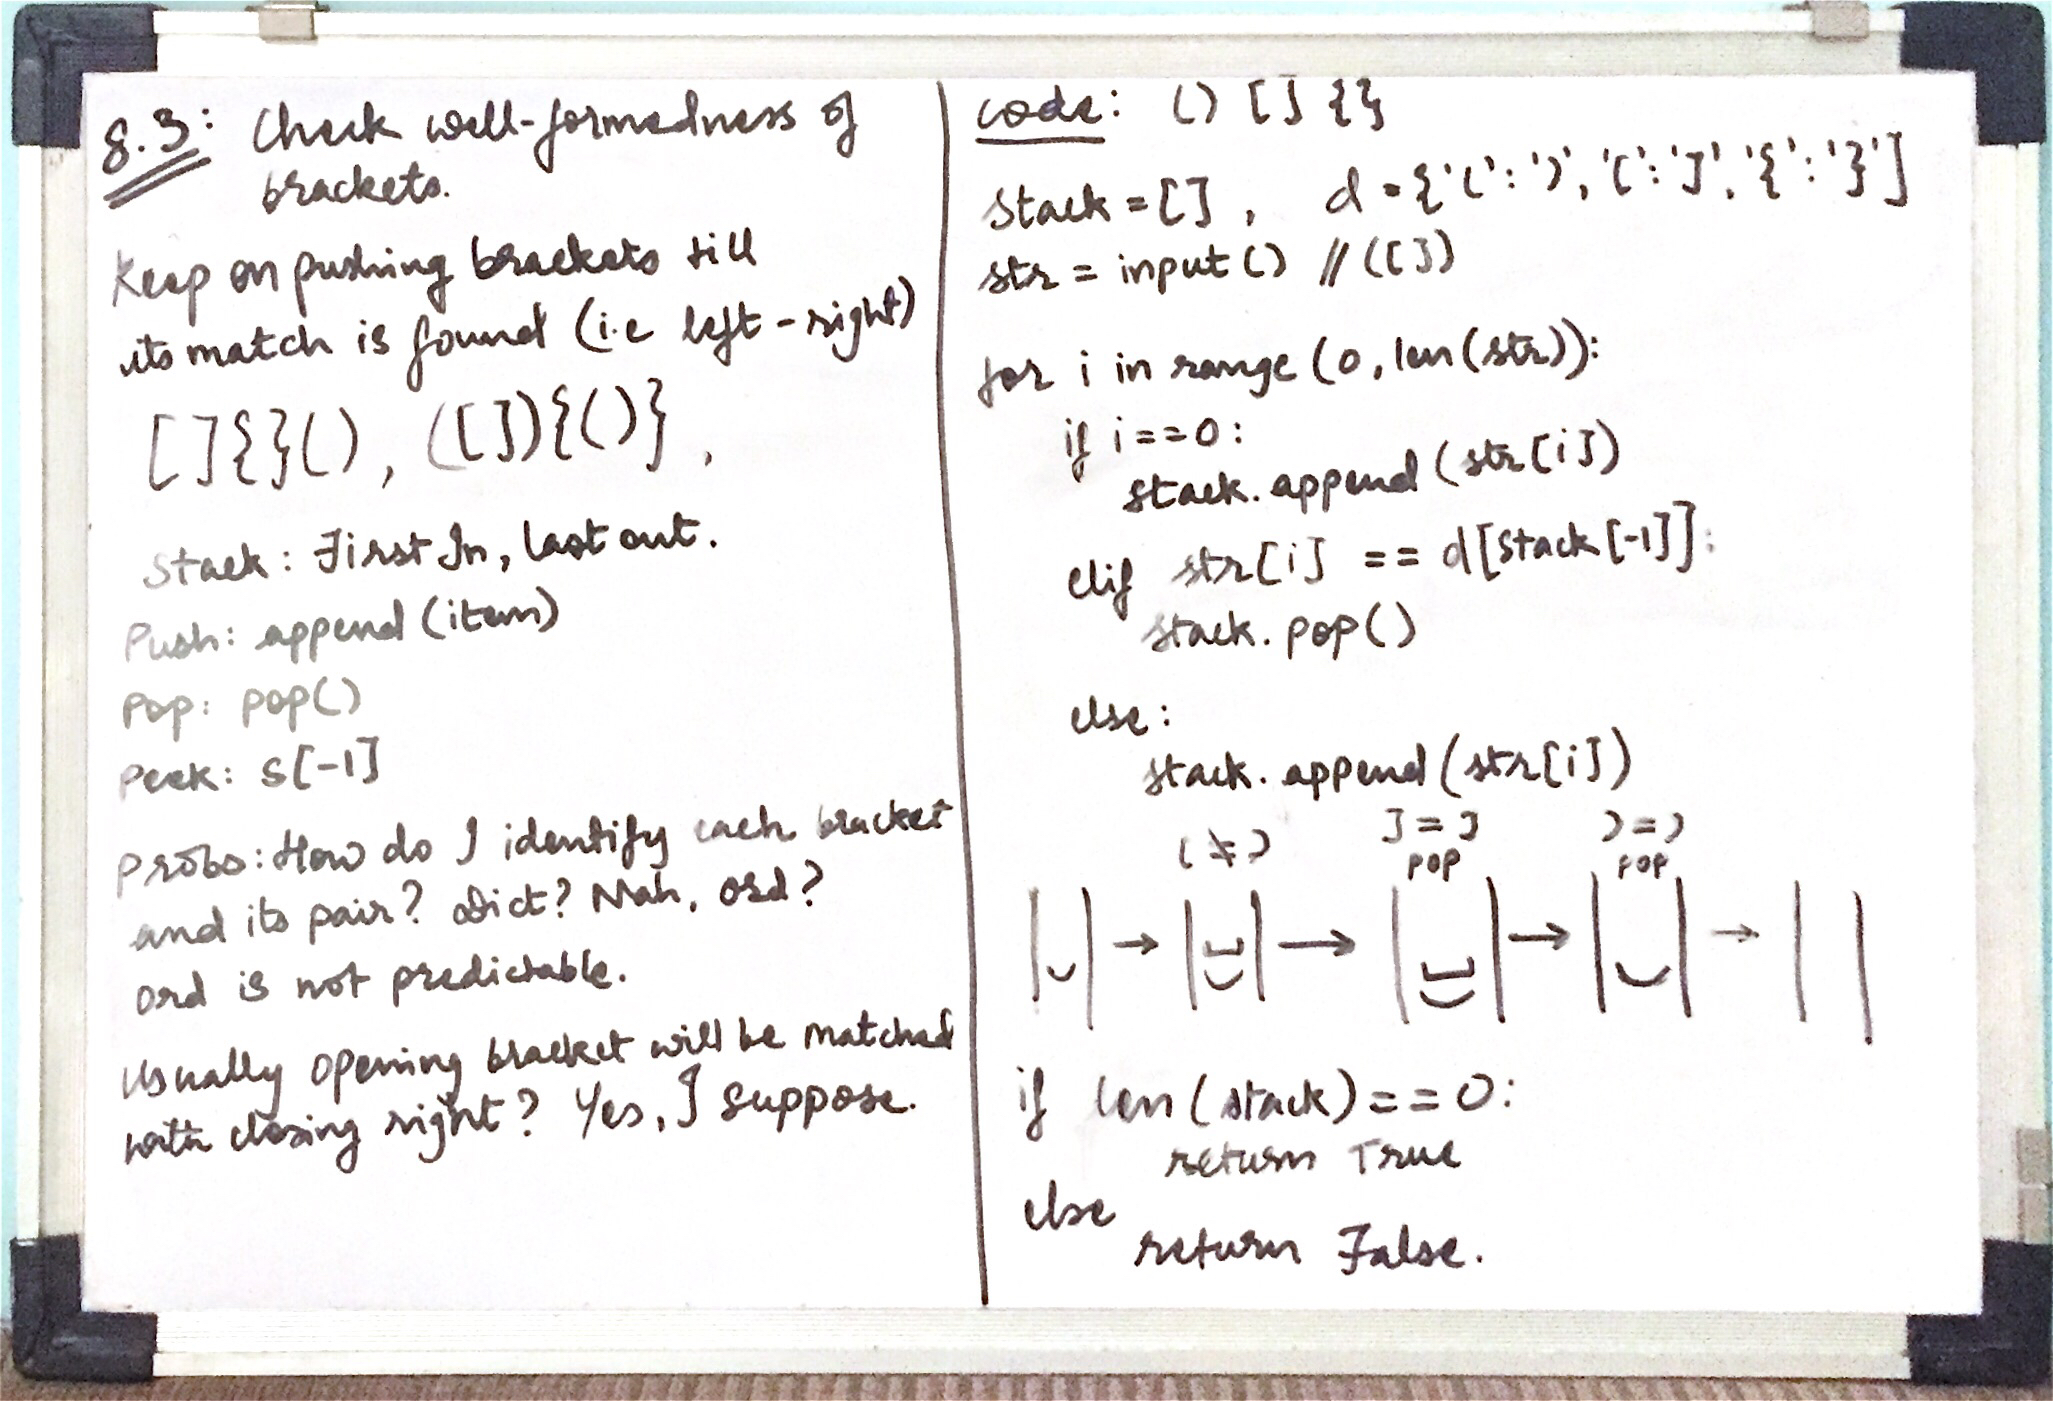 8.3: Check well-formedness of
brackets.
Keep on pushing brackets till
its match is found (i.e left-right)
[]{}(), ([]){()},
Stack: First In, last out.
Push: append(item)
Pop: pop()
Peek: s[-1]
Probs: How do I identify each bracket
and its pair? Dict? Nah, ord?
Ord is not predictable.
Usually opening bracket will be matched
with closing right? Yes, I suppose.
code: () [] {}
Stack = [], d = {'(':')', '[':']', '{':'}']
str = input() // ([])
for i in range (0, len(str)):
if i==0:
stack.append(str[i])
elif str[i] == d[stack[-1]]:
stack.pop()
else:
stack.append(str[i])
( ≠ ) ] = ] ) = )
pop pop
if len(stack)==0:
return True
else
return False.